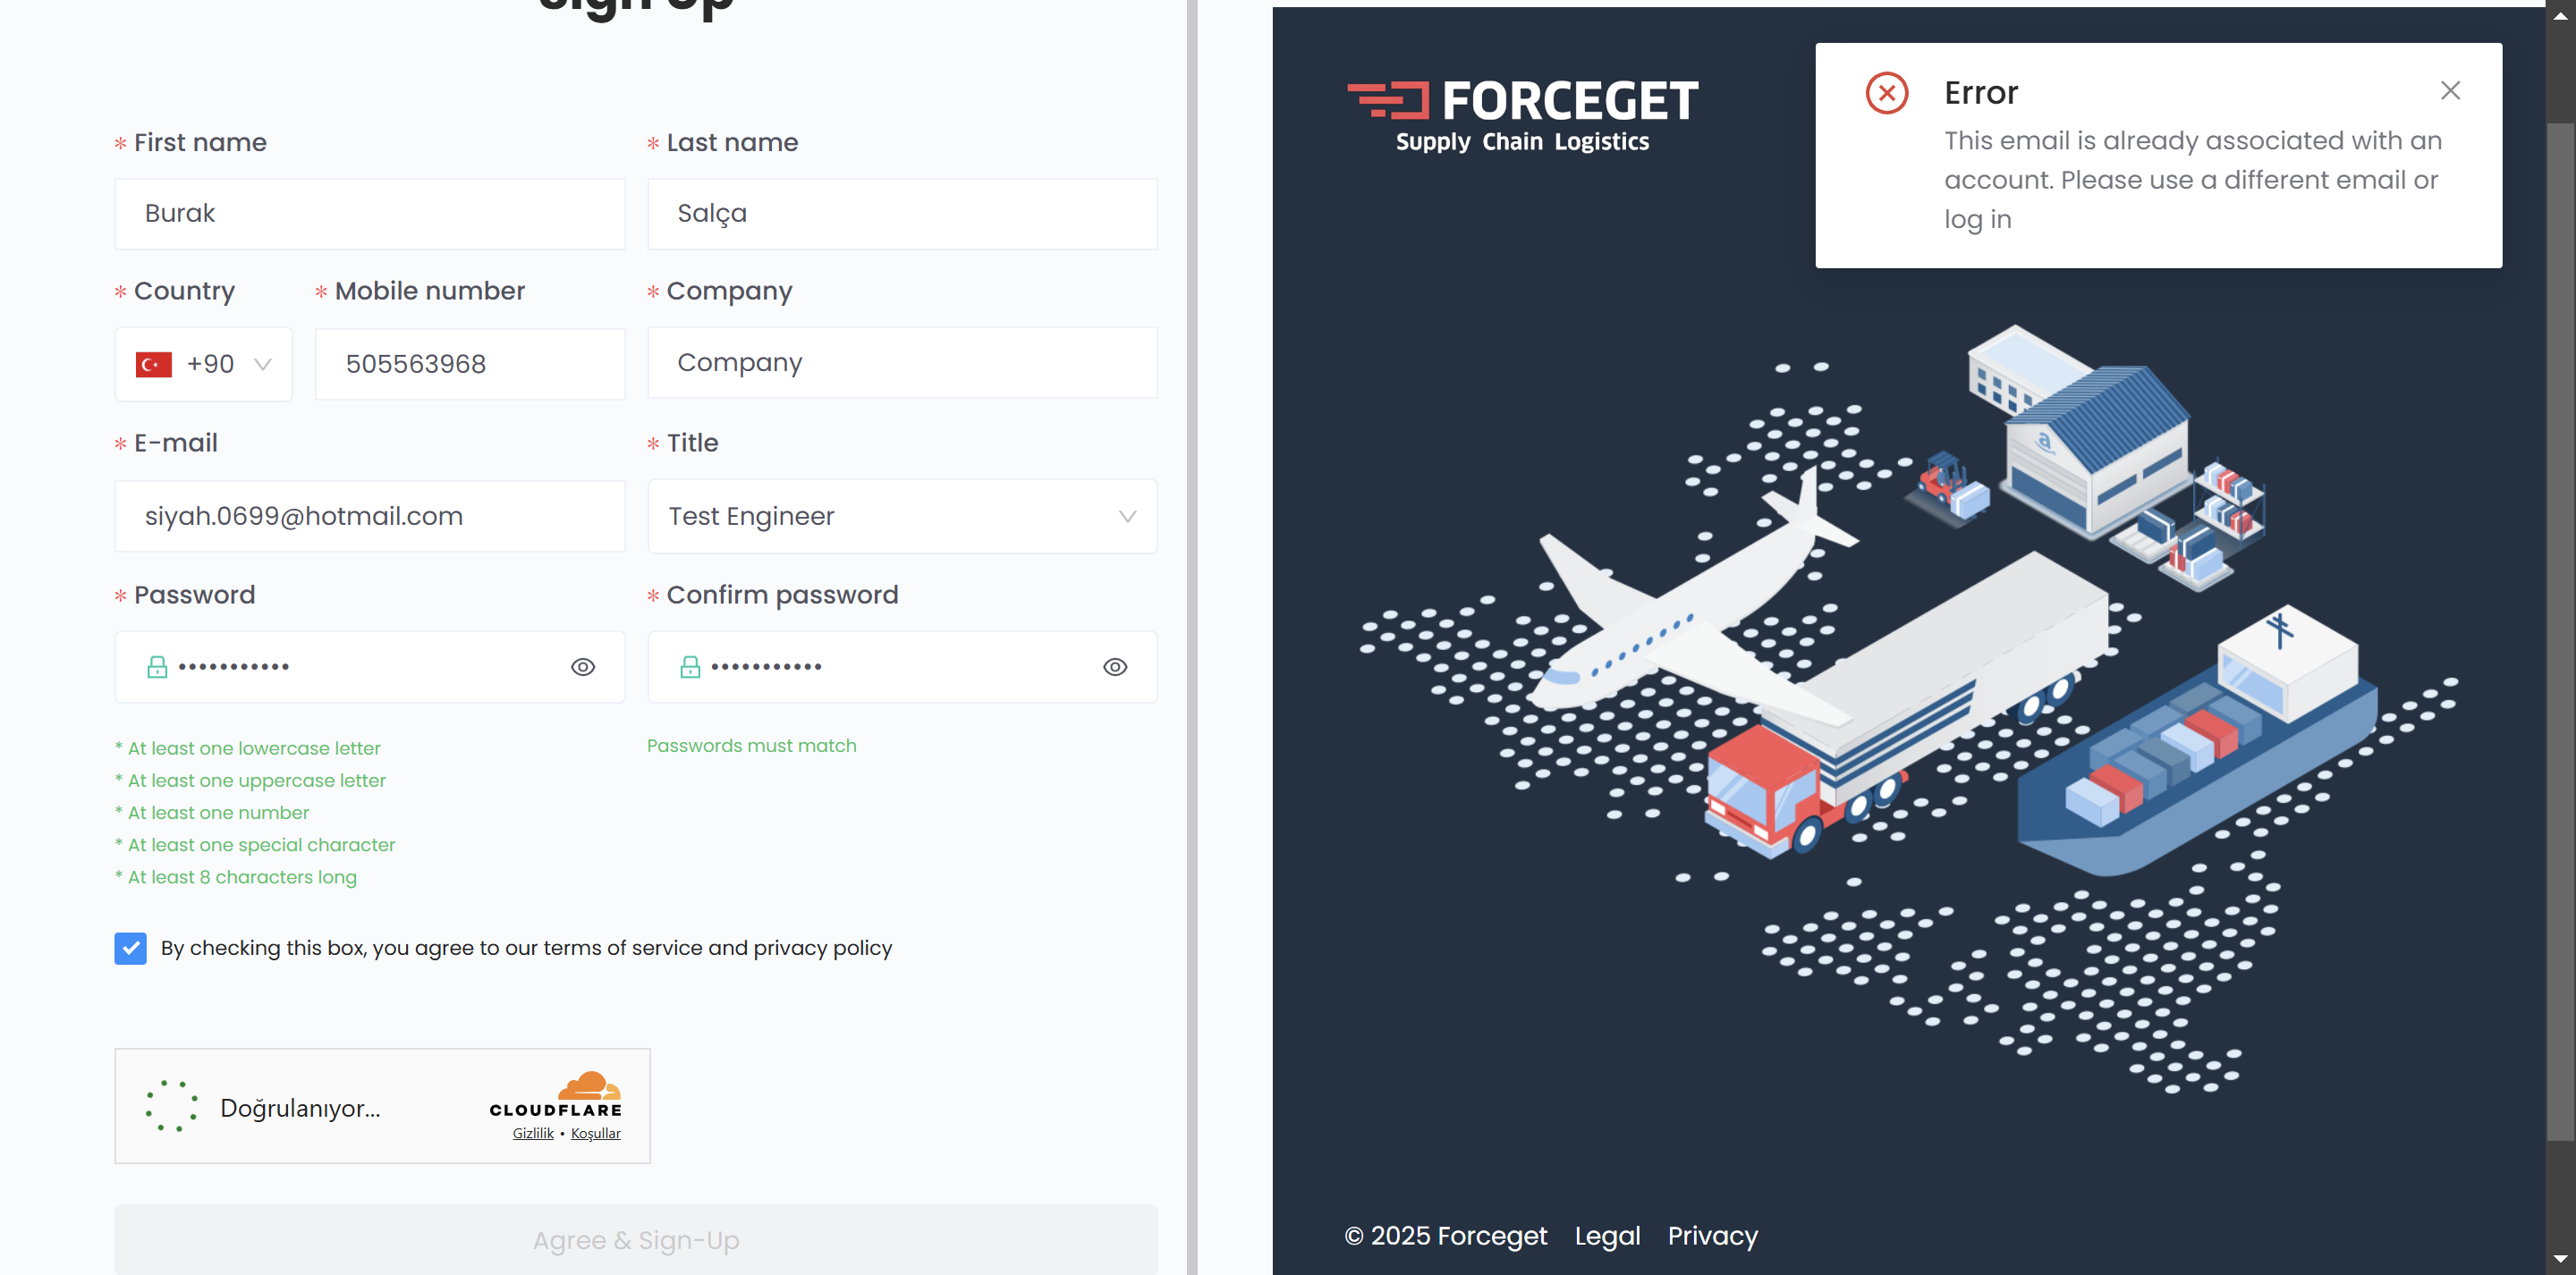 Sign Up
* First name
* Last name
Burak
Salça
* Country
* Mobile number
* Company
+90
505563968
Company
* E-mail
* Title
siyah.0699@hotmail.com
Test Engineer
* Password
* Confirm password
•••••••••••
•••••••••••
* At least one lowercase letter
Passwords must match
* At least one uppercase letter
* At least one number
* At least one special character
* At least 8 characters long
By checking this box, you agree to our terms of service and privacy policy
Doğrulanıyor...
CLOUDFLARE
Gizlilik • Koşullar
Agree & Sign-Up
FORCEGET
Supply Chain Logistics
Error
This email is already associated with an
account. Please use a different email or
log in
a
© 2025 Forceget Legal Privacy